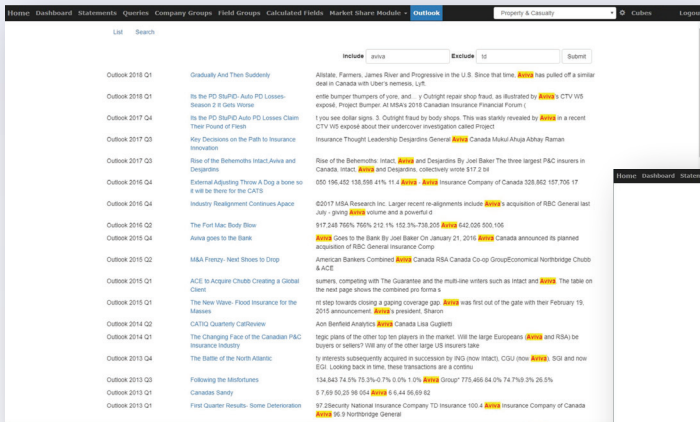 Home Dashboard Statements Queries Company Groups Field Groups Calculated Fields Market Share Module Outlook Property & Casualty Cubes Logou
List Search
Include aviva Exclude td Submit
Outlook 2018 Q1 Gradually And Then Suddenly Allstate, Farmers, James River and Progressive in the U.S. Since that time, Aviva has pulled off a similar
deal in Canada with Uber's nemesis, Lyft.
Outlook 2018 Q1 Its the PD StuPiD- Auto PD Losses- entle bumper thumpers of yore, and... y Outright repair shop fraud, as illustrated by Aviva's CTV W5
Season 2 It Gets Worse exposé, Project Bumper. At MSA's 2018 Canadian Insurance Financial Forum (
Outlook 2017 Q4 Its the PD StuPiD Auto PD Losses Claim t you see dollar signs. 3. Outright fraud by body shops. This was starkly revealed by Aviva in a recent
Their Pound of Flesh CTV W5 exposé about their undercover investigation called Project
Outlook 2017 Q3 Key Decisions on the Path to Insurance Insurance Thought Leadership Desjardins General Aviva Canada Mukul Ahuja Abhay Raman
Innovation
Outlook 2017 Q3 Rise of the Behemoths Intact,Aviva and Rise of the Behemoths: Intact, Aviva and Desjardins By Joel Baker The three largest P&C insurers in
Desjardins Canada, Intact, Aviva and Desjardins, collectively wrote $17.2 bil
Outlook 2016 Q4 External Adjusting Throw A Dog a bone so 050 196,452 138,598 41% 11.4 Aviva - Aviva Insurance Company of Canada 328,862 157,706 17
it will be there for the CATS
Outlook 2016 Q4 Industry Realignment Continues Apace ©2017 MSA Research Inc. Larger recent re-alignments include Aviva's acquisition of RBC General last
July - giving Aviva volume and a powerful d
Outlook 2016 Q2 The Fort Mac Body Blow 917,249 766% 766% 212.1% 152.3%-738,205 Aviva 642,026 500,106
Outlook 2015 Q4 Aviva goes to the Bank Aviva Goes to the Bank By Joel Baker On January 21, 2016 Aviva Canada announced its planned
acquisition of RBC General Insurance Comp
Outlook 2015 Q2 M&A Frenzy- Next Shoes to Drop American Bankers Combined Aviva Canada RSA Canada Co-op GroupEconomical Northbridge Chubb
& ACE
Outlook 2015 Q1 ACE to Acquire Chubb Creating a Global sumers, competing with The Guarantee and the multi-line writers such as Intact and Aviva. The table on
Client the next page shows the combined pro forma s
Outlook 2015 Q1 The New Wave- Flood Insurance for the nt step towards closing a gaping coverage gap. Aviva was first out of the gate with their February 19,
Masses 2015 announcement. Aviva's president, Sharon
Outlook 2014 Q2 CATIQ Quarterly CatReview Aon Benfield Analytics Aviva Canada Lisa Guglietti
Outlook 2014 Q1 The Changing Face of the Canadian P&C tegic plans of the other top ten players in the market. Will the large Europeans (Aviva and RSA) be
Insurance Industry buyers or sellers? Will any of the other large US insurers take
Outlook 2013 Q4 The Battle of the North Atlantic ty interests subsequently acquired in succession by ING (now Intact), CGU (now Aviva), SGI and now
EGI. Looking back in time, these transactions are a continu
Outlook 2013 Q3 Following the Misfortunes 134,643 74.5% 75.3%-0.7% 0.0% 1.0% Aviva Group* 775,466 84.0% 74.7%9.3% 26.5%
Outlook 2013 Q1 Canadas Sandy 5 7,69 50,25 96 054 Aviva 6 6,44 56,69 62
Outlook 2013 Q1 First Quarter Results- Some Deterioration 97.2Security National Insurance Company TD Insurance 100.4 Aviva Insurance Company of Canada
Aviva 96.9 Northbridge General
Home Dashboard Statem